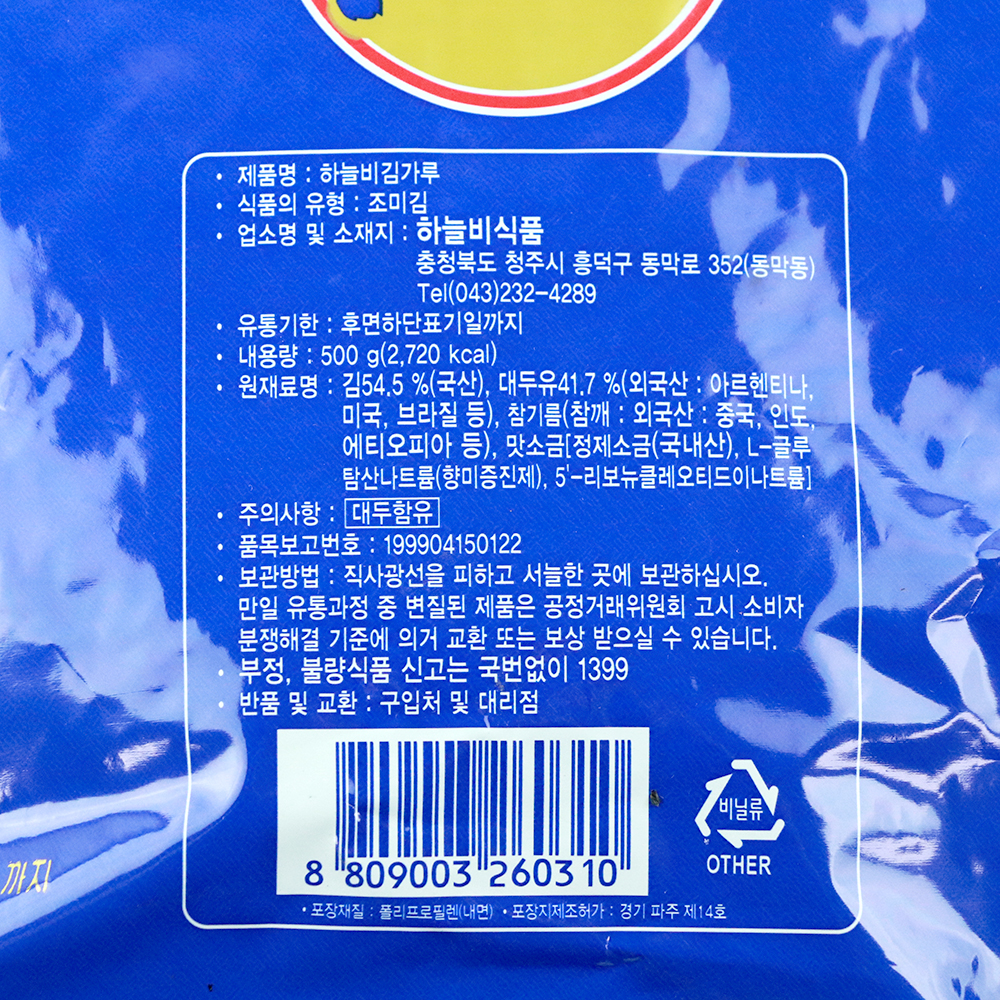 • 제품명 : 하늘비김가루
• 식품의 유형 : 조미김
• 업소명 및 소재지 : 하늘비식품
충청북도 청주시 흥덕구 동막로 352(동막동)
Tel(043)232-4289
• 유통기한 : 후면하단표기일까지
• 내용량 : 500 g(2,720 kcal)
• 원재료명 : 김54.5 %(국산), 대두유41.7 %(외국산 : 아르헨티나,
미국, 브라질 등), 참기름(참깨 : 외국산 : 중국, 인도,
에티오피아 등), 맛소금[정제소금(국내산), L-글루
탐산나트륨(향미증진제), 5'-리보뉴클레오티드이나트륨]
• 주의사항 : 대두함유
• 품목보고번호 : 199904150122
• 보관방법 : 직사광선을 피하고 서늘한 곳에 보관하십시오.
만일 유통과정 중 변질된 제품은 공정거래위원회 고시 소비자
분쟁해결 기준에 의거 교환 또는 보상 받으실 수 있습니다.
• 부정, 불량식품 신고는 국번없이 1399
• 반품 및 교환 : 구입처 및 대리점
비닐류
OTHER
8 809003 260310
까지
• 포장재질 : 폴리프로필렌(내면) • 포장지제조허가 : 경기 파주 제14호